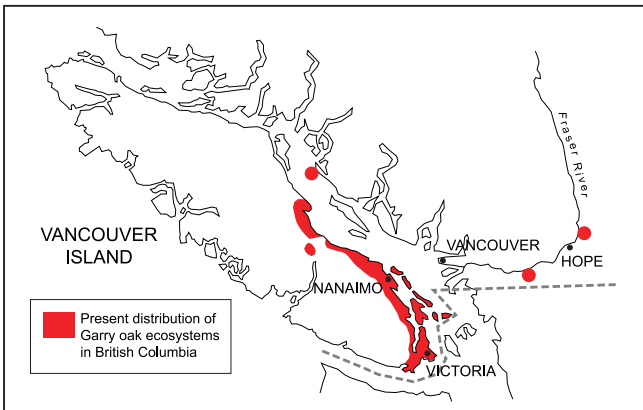 Fraser River
VANCOUVER
ISLAND
VANCOUVER
HOPE
NANAIMO
VICTORIA
Present distribution of
Garry oak ecosystems
in British Columbia